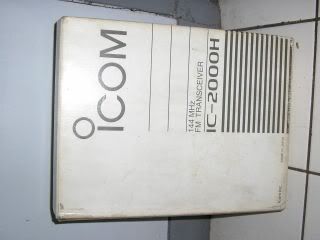 ICOM
144 MHz
FM TRANSCEIVER
IC-2000H